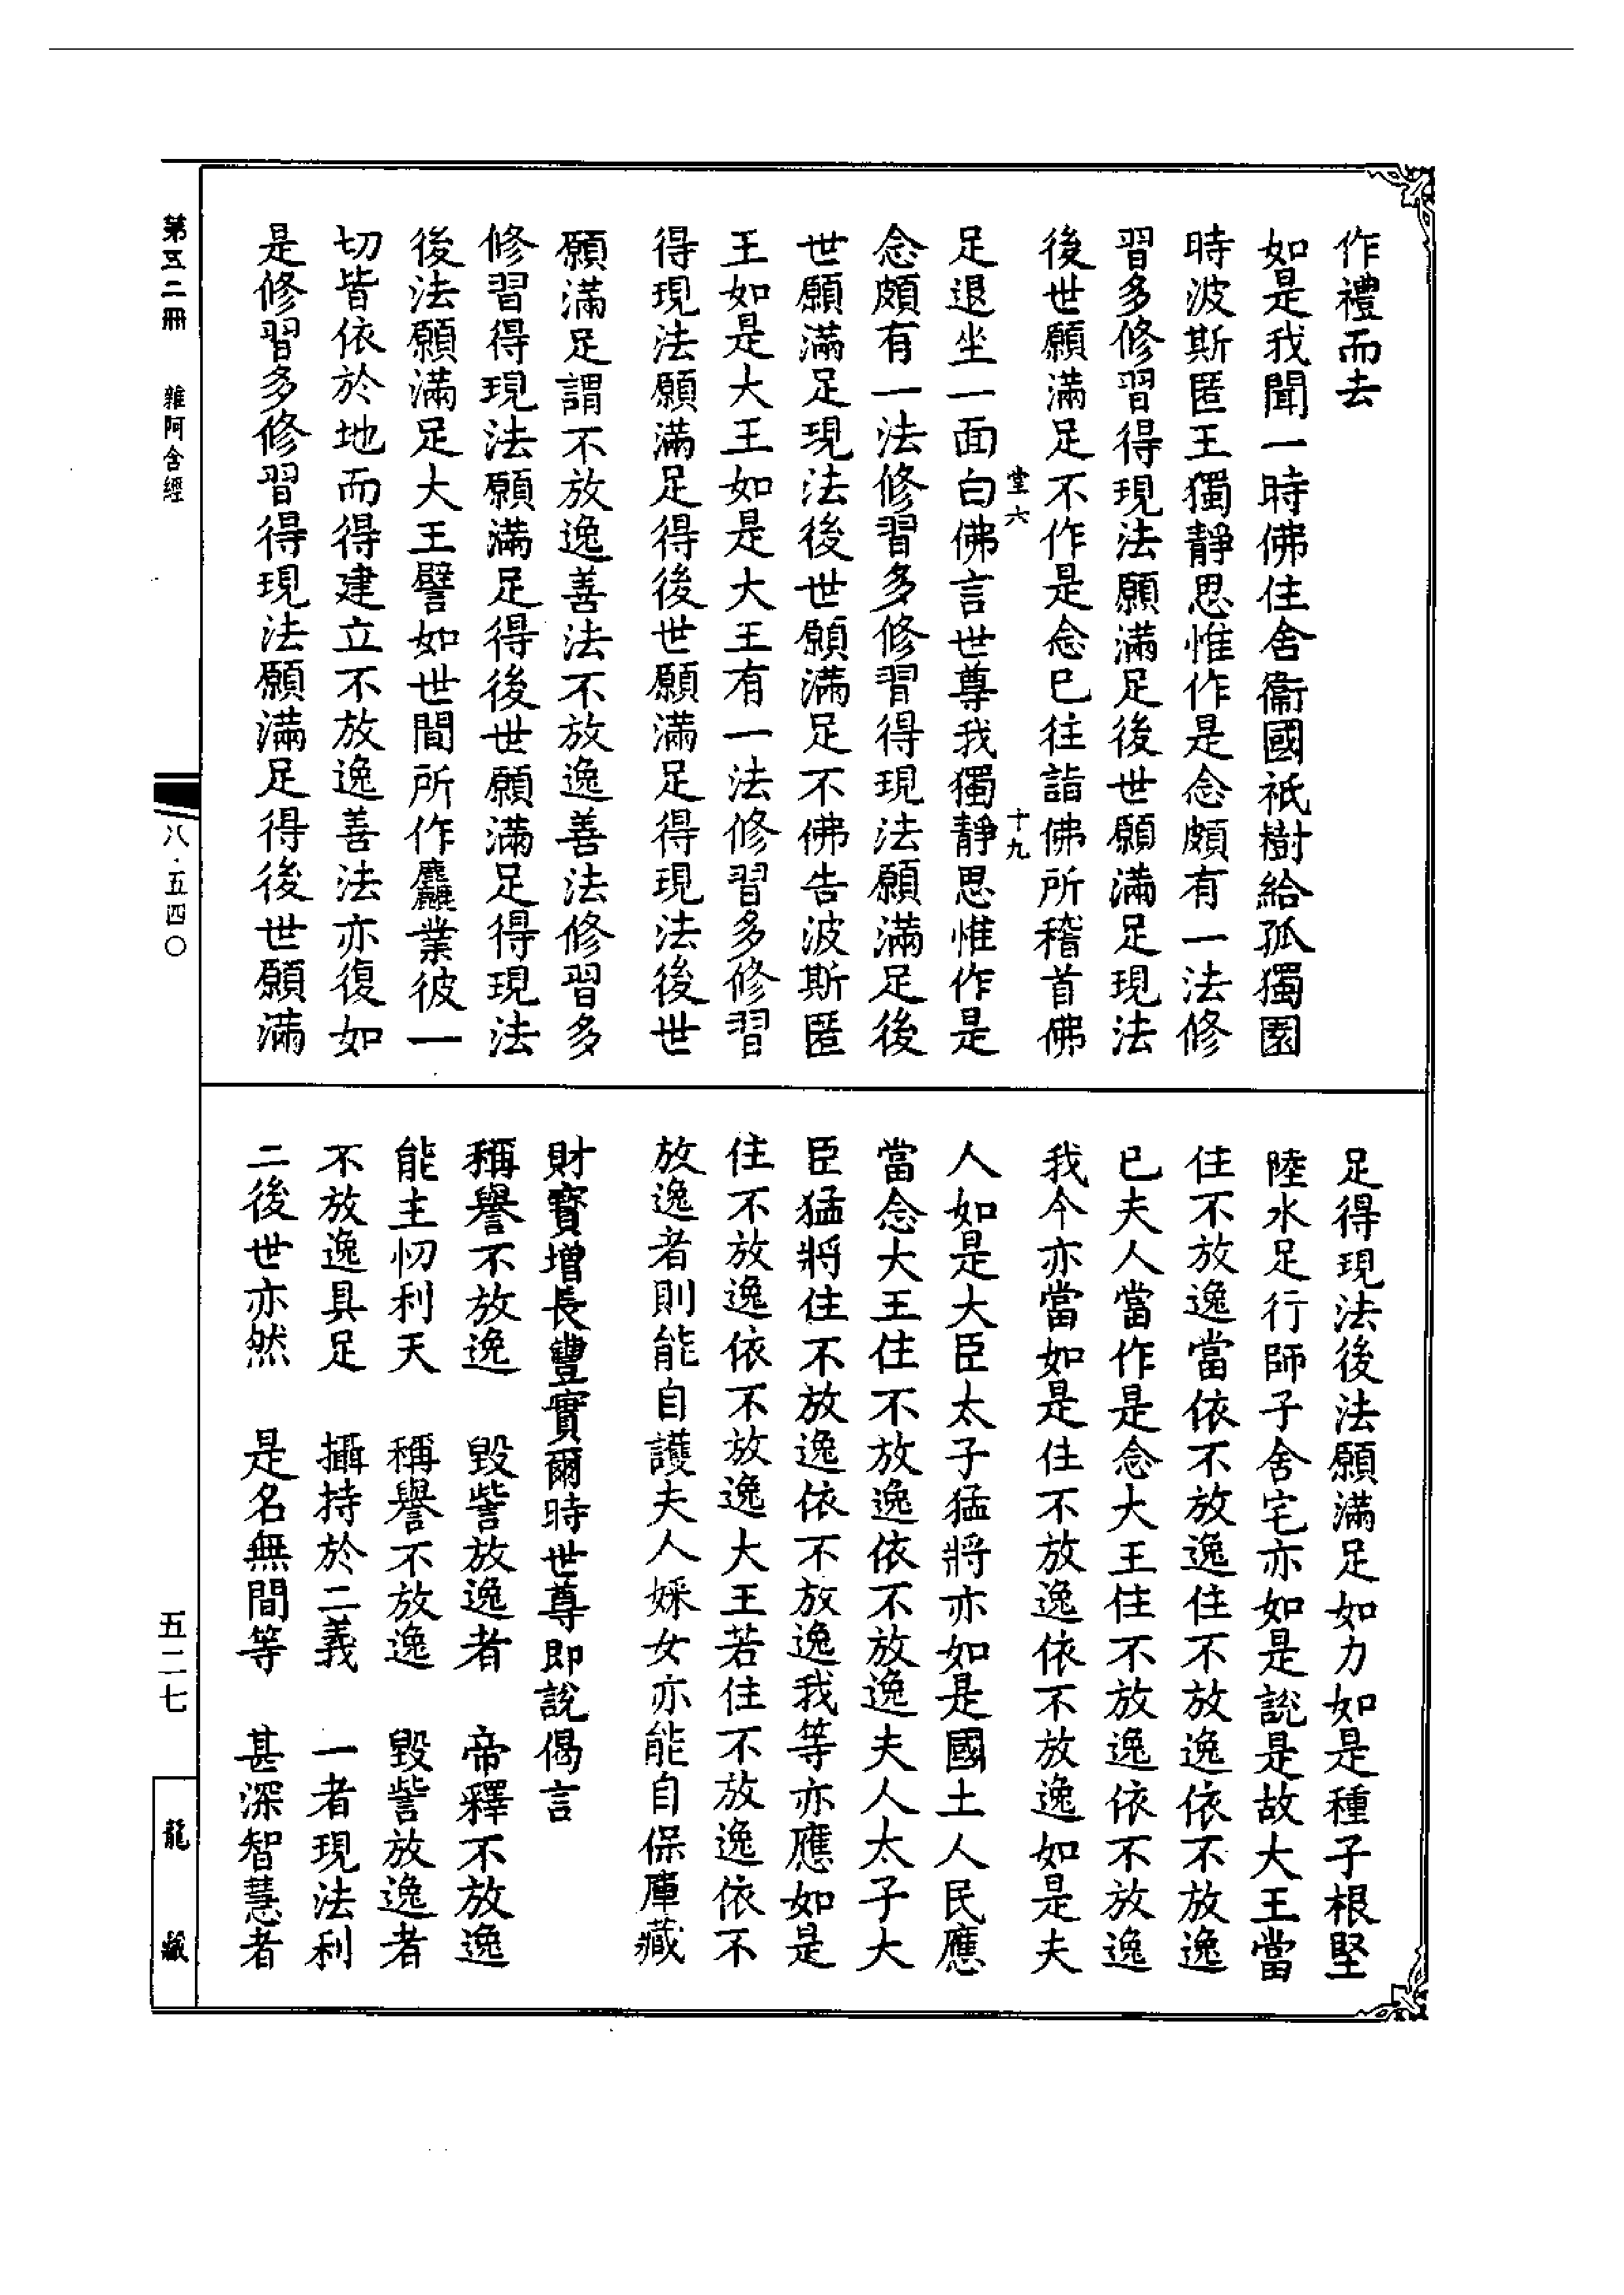 作禮而去
如是我聞一時佛住舍衞國祇樹給孤獨園
時波斯匿王獨靜思惟作是念頗有一法修
習多修習得現法願滿足後世願滿足現法
後世願滿足不作是念已往詣佛所稽首佛
堂六
十九
足退坐一面白佛言世尊我獨靜思惟作是
念頗有一法修習多修習得現法願滿足後
世願滿足現法後世願滿足不佛告波斯匿
王如是大王如是大王有一法修習多修習
得現法願滿足得後世願滿足得現法後世
願滿足謂不放逸善法不放逸善法修習多
修習得現法願滿足得後世願滿足得現法
後法願滿足大王譬如世間所作麤業彼一
切皆依於地而得建立不放逸善法亦復如
是修習多修習得現法願滿足得後世願滿
足得現法後法願滿足如力如是種子根堅
陸水足行師子舍宅亦如是說是故大王當
住不放逸當依不放逸住不放逸依不放逸
已夫人當作是念大王住不放逸依不放逸
我今亦當如是住不放逸依不放逸如是夫
人如是大臣太子猛將亦如是國土人民應
當念大王住不放逸依不放逸夫人太子大
臣猛將住不放逸依不放逸我等亦應如是
住不放逸依不放逸大王若住不放逸依不
放逸者則能自護夫人婇女亦能自保庫藏
財寶增長豐實爾時世尊即說偈言
稱譽不放逸 毀訾放逸者 帝釋不放逸
能主忉利天 稱譽不放逸 毀訾放逸者
不放逸具足 攝持於二義 一者現法利
二後世亦然 是名無間等 甚深智慧者
第五二冊 雜阿含經
八·五四〇
五二七
龍藏